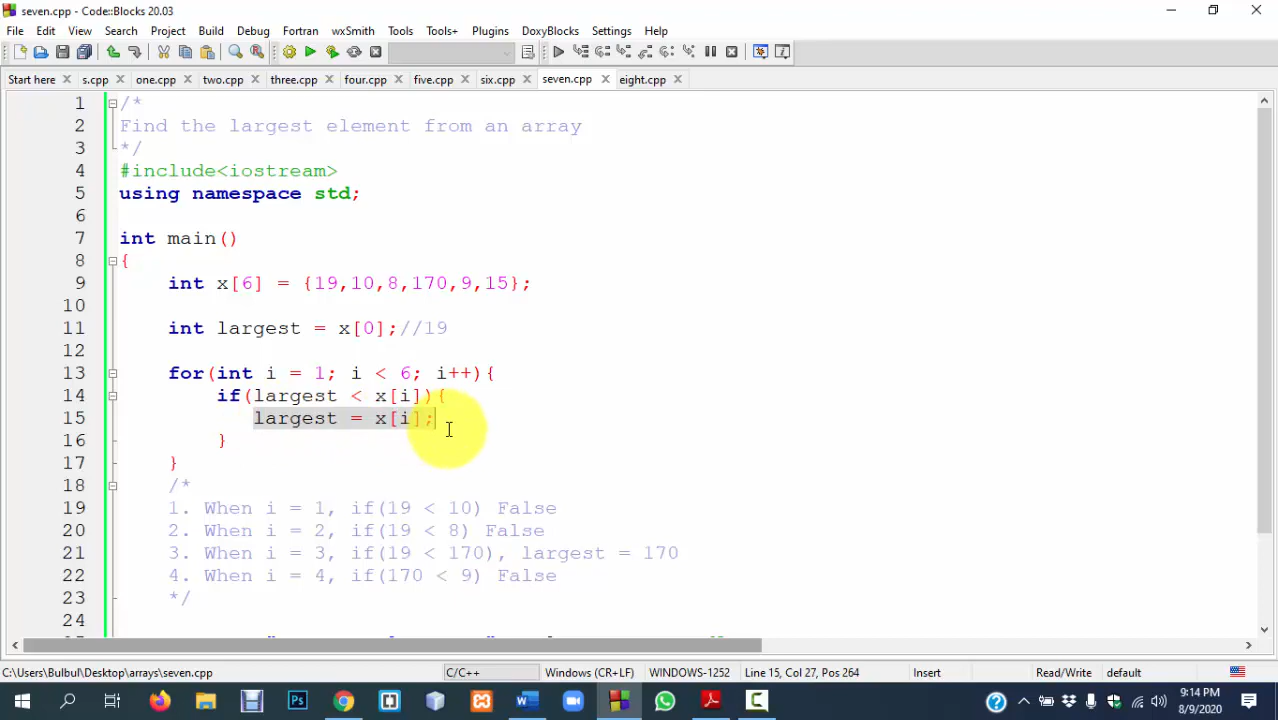 seven.cpp - Code::Blocks 20.03
File Edit View Search Project Build Debug Fortran wxSmith Tools Tools+ Plugins DoxyBlocks Settings Help
Start here s.cpp one.cpp two.cpp three.cpp four.cpp five.cpp six.cpp seven.cpp eight.cpp
1 /*
2 Find the largest element from an array
3 */
4 #include<iostream>
5 using namespace std;
6
7 int main()
8 {
9 int x[6] = {19,10,8,170,9,15};
10
11 int largest = x[0];//19
12
13 for(int i = 1; i < 6; i++){
14 if(largest < x[i]){
15 largest = x[i];
16 }
17 }
18 /*
19 1. When i = 1, if(19 < 10) False
20 2. When i = 2, if(19 < 8) False
21 3. When i = 3, if(19 < 170), largest = 170
22 4. When i = 4, if(170 < 9) False
23 */
24
C:\Users\Bulbul\Desktop\arrays\seven.cpp C/C++ Windows (CR+LF) WINDOWS-1252 Line 15, Col 27, Pos 264 Insert Read/Write default
9:14 PM
8/9/2020